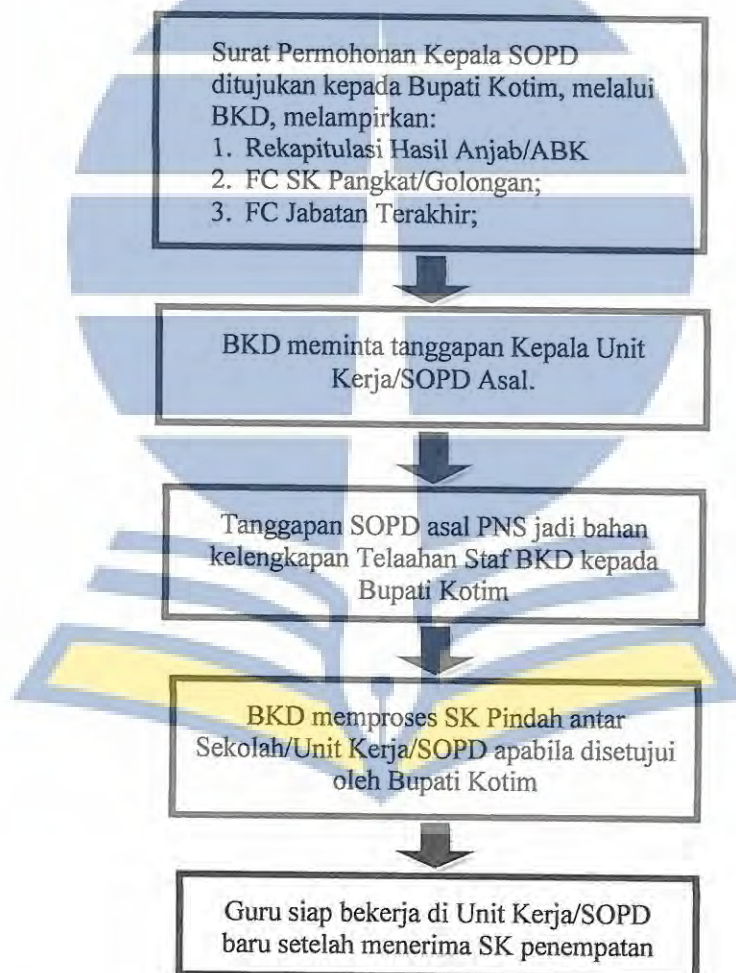 Surat Permohonan Kepala SOPD
ditujukan kepada Bupati Kotim, melalui
BKD, melampirkan:
1. Rekapitulasi Hasil Anjab/ABK
2. FC SK Pangkat/Golongan;
3. FC Jabatan Terakhir;
BKD meminta tanggapan Kepala Unit
Kerja/SOPD Asal.
Tanggapan SOPD asal PNS jadi bahan
kelengkapan Telaahan Staf BKD kepada
Bupati Kotim
BKD memproses SK Pindah antar
Sekolah/Unit Kerja/SOPD apabila disetujui
oleh Bupati Kotim
Guru siap bekerja di Unit Kerja/SOPD
baru setelah menerima SK penempatan